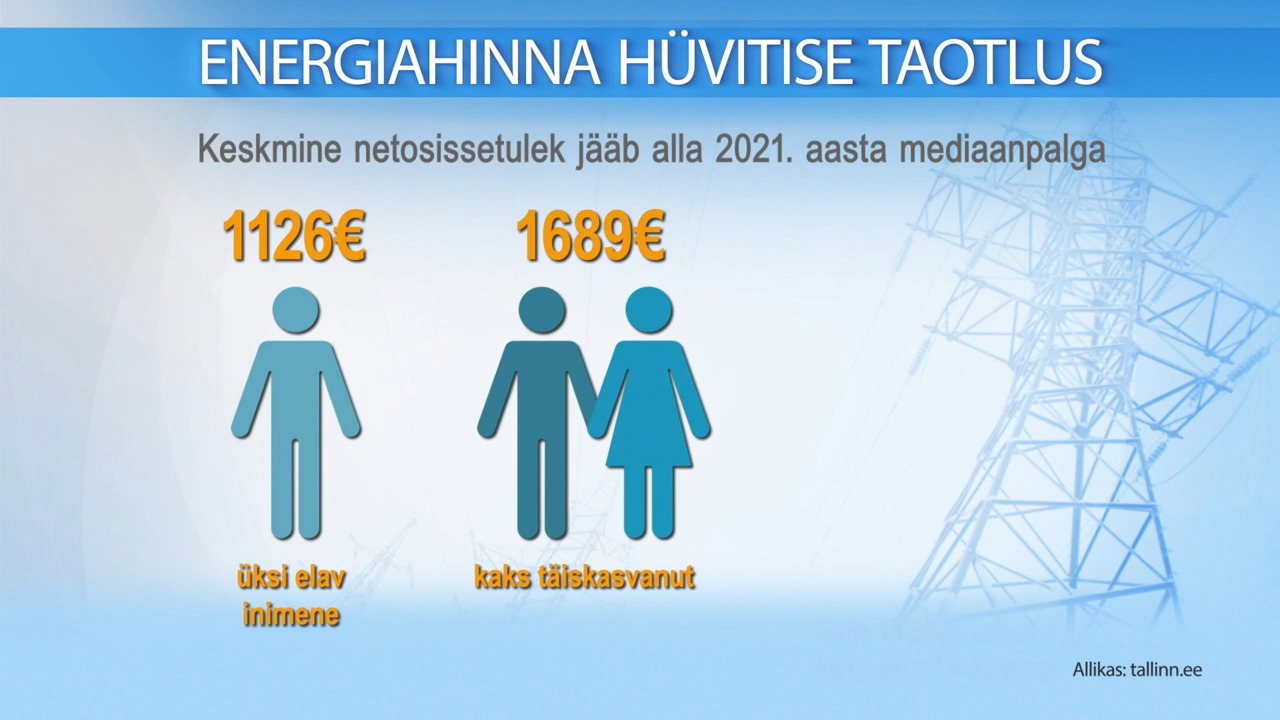 ENERGIAHINNA HÜVITISE TAOTLUS
Keskmine netosissetulek jääb alla 2021. aasta mediaanpalga
1126€
1689€
üksi elav
inimene
kaks täiskasvanut
Allikas: tallinn.ee